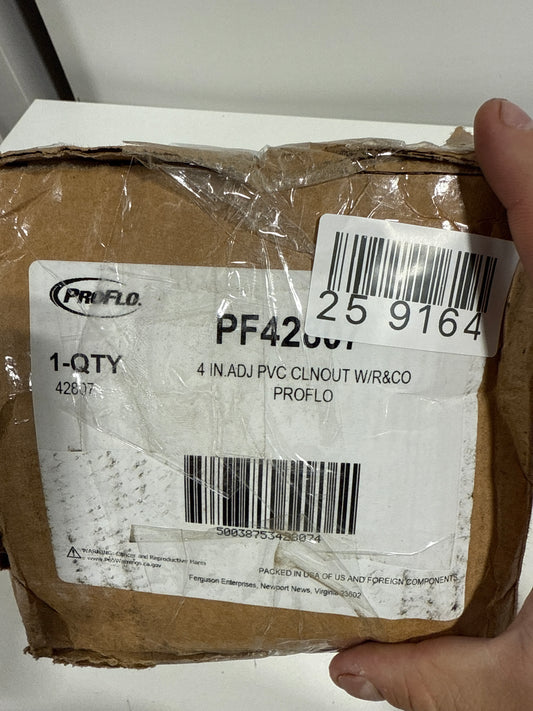 PROFLO.
25 9164
PF42807
1-QTY
42807
4 IN.ADJ PVC CLNOUT W/R&CO
PROFLO
50038753428074
WARNING: Cancer and Reproductive Harm
www.P65Warnings.ca.gov
PACKED IN USA OF US AND FOREIGN COMPONENTS
Ferguson Enterprises, Newport News, Virginia 23602